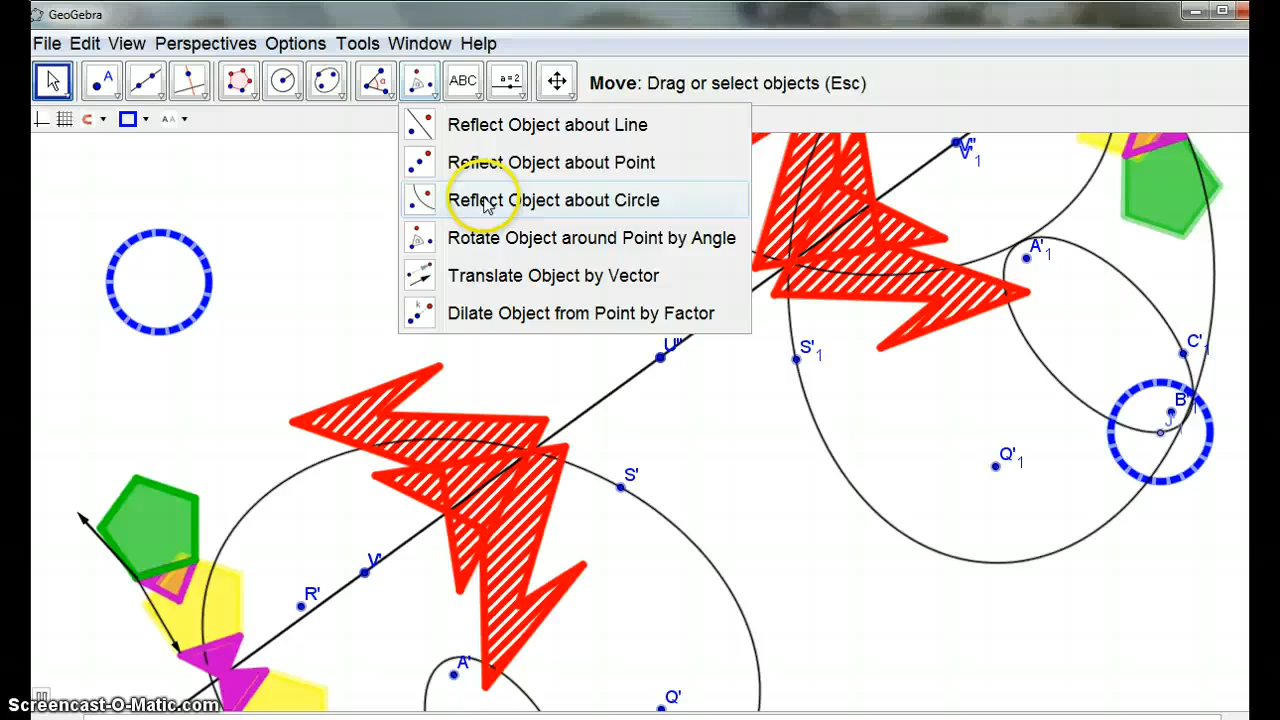 GeoGebra
File Edit View Perspectives Options Tools Window Help
A
α
α
ABC
a = 2
Move: Drag or select objects (Esc)
A A
Reflect Object about Line
Reflect Object about Point
Reflect Object about Circle
α
Rotate Object around Point by Angle
Translate Object by Vector
k
Dilate Object from Point by Factor
V'₁
A'₁
U''
S'₁
C'₁
B'₁
J'
Q'₁
S'
V'
R'
A'
Q'
Screencast-O-Matic.com